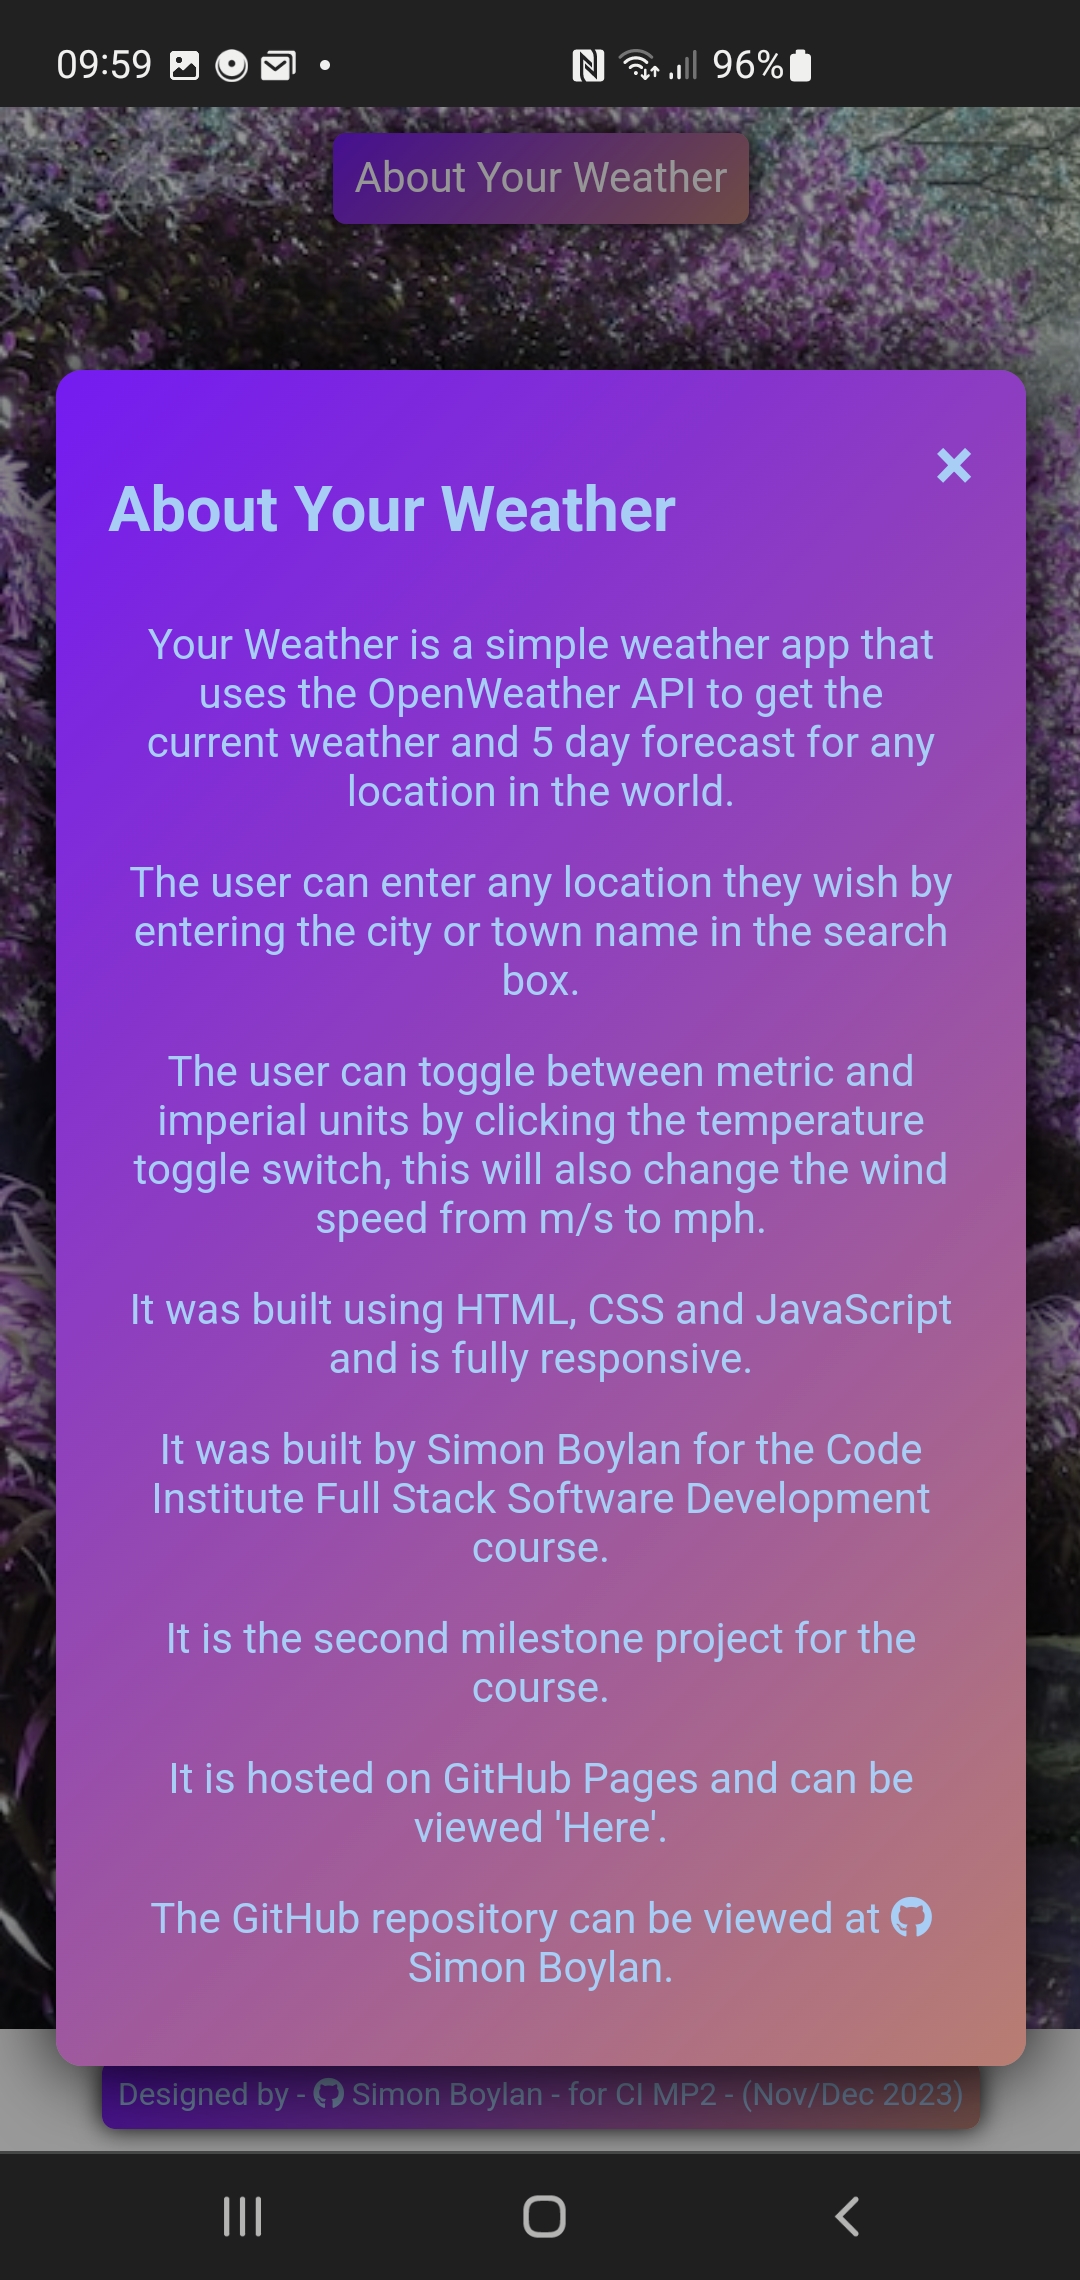 09:59
96%
About Your Weather
About Your Weather
Your Weather is a simple weather app that
uses the OpenWeather API to get the
current weather and 5 day forecast for any
location in the world.
The user can enter any location they wish by
entering the city or town name in the search
box.
The user can toggle between metric and
imperial units by clicking the temperature
toggle switch, this will also change the wind
speed from m/s to mph.
It was built using HTML, CSS and JavaScript
and is fully responsive.
It was built by Simon Boylan for the Code
Institute Full Stack Software Development
course.
It is the second milestone project for the
course.
It is hosted on GitHub Pages and can be
viewed 'Here'.
The GitHub repository can be viewed at
Simon Boylan.
Designed by - Simon Boylan - for CI MP2 - (Nov/Dec 2023)